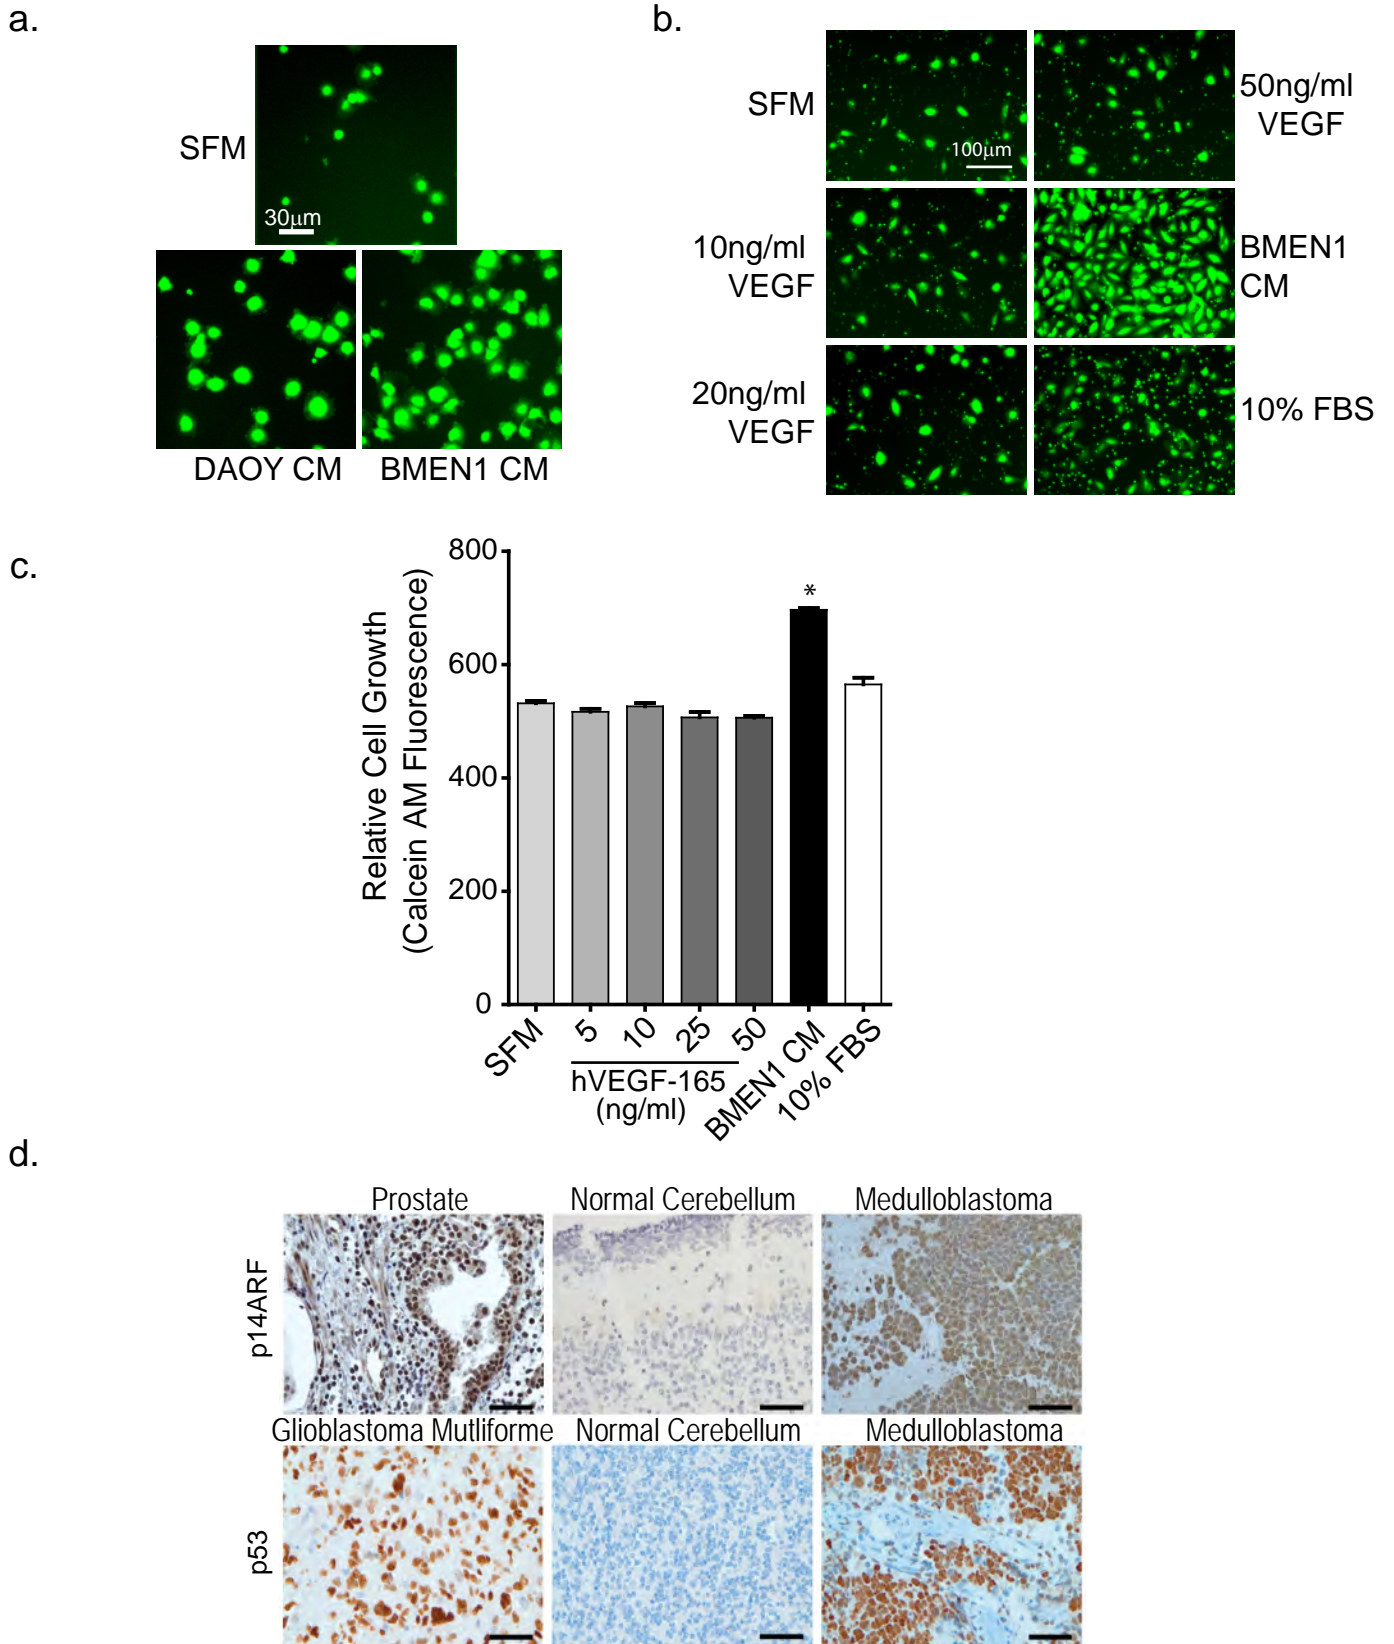 a.
SFM
30μm
DAOY CM
BMEN1 CM
b.
SFM
100μm
50ng/ml
VEGF
10ng/ml
VEGF
BMEN1
CM
20ng/ml
VEGF
10% FBS
c.
Relative Cell Growth
(Calcein AM Fluorescence)
800
600
400
200
0
*
SFM
5
10
25
50
BMEN1 CM
10% FBS
hVEGF-165
(ng/ml)
d.
Prostate
Normal Cerebellum
Medulloblastoma
p14ARF
Glioblastoma Mutliforme
Normal Cerebellum
Medulloblastoma
p53